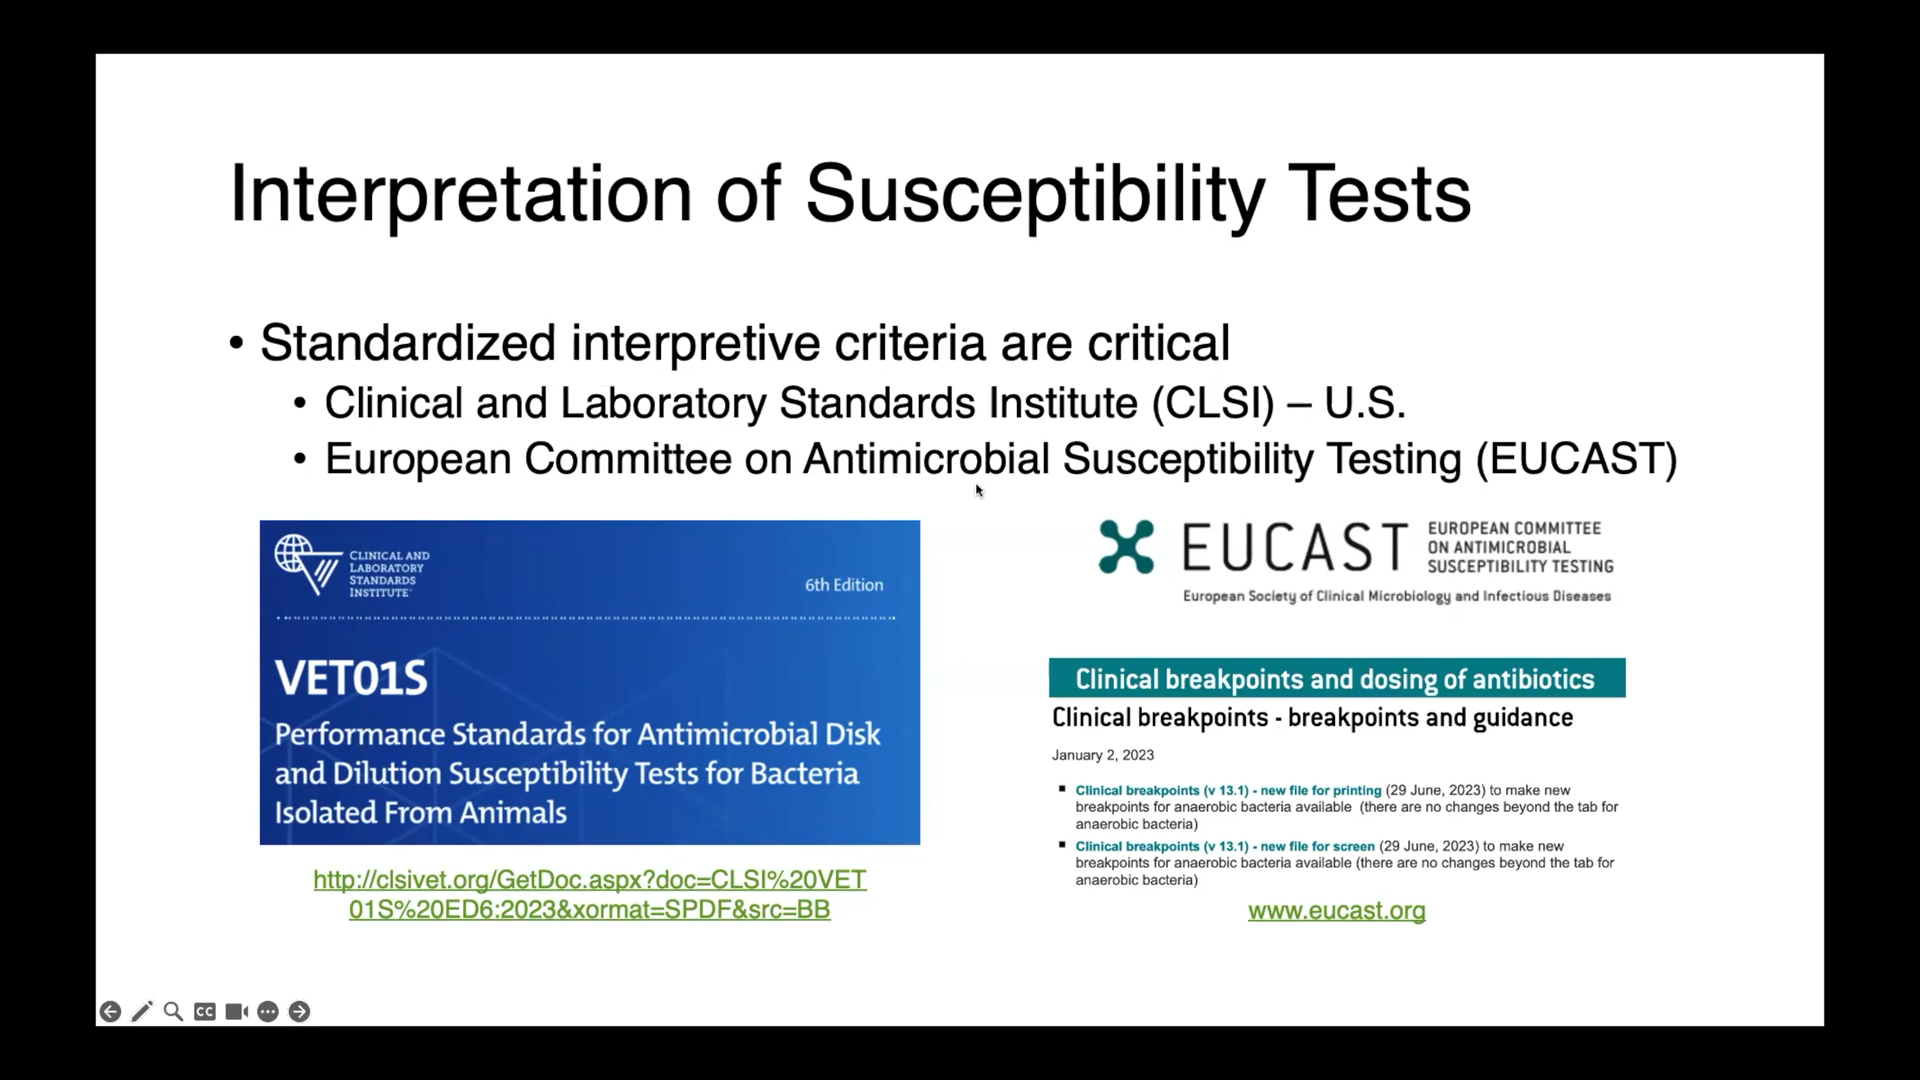 Interpretation of Susceptibility Tests
• Standardized interpretive criteria are critical
• Clinical and Laboratory Standards Institute (CLSI) – U.S.
• European Committee on Antimicrobial Susceptibility Testing (EUCAST)
CLINICAL AND
LABORATORY
STANDARDS
INSTITUTE®
6th Edition
VET01S
Performance Standards for Antimicrobial Disk
and Dilution Susceptibility Tests for Bacteria
Isolated From Animals
http://clsivet.org/GetDoc.aspx?doc=CLSI%20VET
01S%20ED6:2023&xormat=SPDF&src=BB
EUCAST
EUROPEAN COMMITTEE
ON ANTIMICROBIAL
SUSCEPTIBILITY TESTING
European Society of Clinical Microbiology and Infectious Diseases
Clinical breakpoints and dosing of antibiotics
Clinical breakpoints - breakpoints and guidance
January 2, 2023
Clinical breakpoints (v 13.1) - new file for printing (29 June, 2023) to make new
breakpoints for anaerobic bacteria available (there are no changes beyond the tab for
anaerobic bacteria)
Clinical breakpoints (v 13.1) - new file for screen (29 June, 2023) to make new
breakpoints for anaerobic bacteria available (there are no changes beyond the tab for
anaerobic bacteria)
www.eucast.org
CC